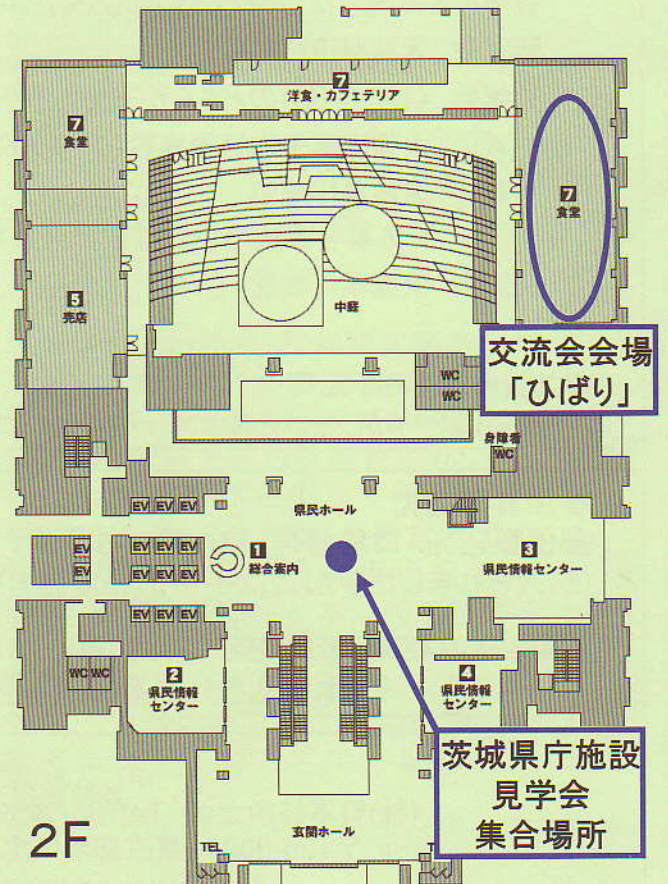 7
洋食・カフェテリア
7
食堂
7
食堂
5
売店
中庭
交流会会場
「ひばり」
WC
WC
身障者
WC
EV EV EV
県民ホール
EV
EV
EV EV EV
EV EV EV
1
総合案内
3
県民情報センター
EV EV EV
WC WC
2
県民情報
センター
4
県民情報
センター
茨城県庁施設
見学会
集合場所
玄関ホール
2F
TEL